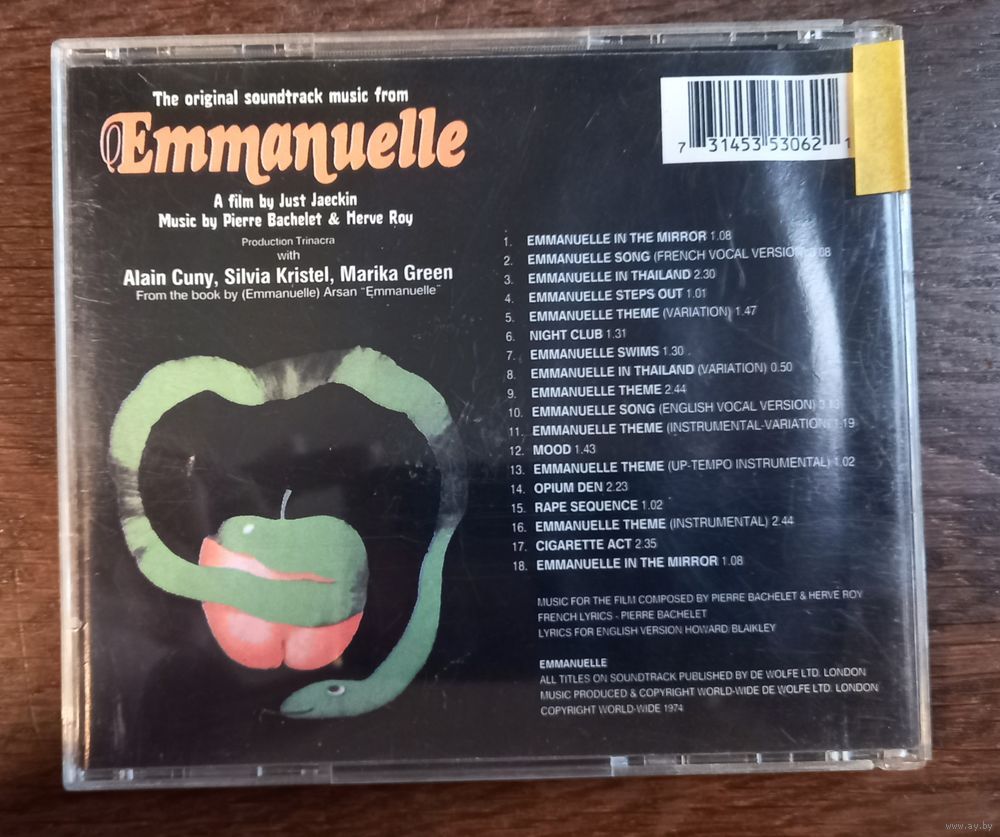 The original soundtrack music from
Emmanuelle
A film by Just Jaeckin
Music by Pierre Bachelet & Herve Roy
Production Trinacra
with
Alain Cuny, Silvia Kristel, Marika Green
From the book by (Emmanuelle) Arsan "Emmanuelle"
7 31453 53062 1
1. EMMANUELLE IN THE MIRROR 1.08
2. EMMANUELLE SONG (FRENCH VOCAL VERSION)
3. EMMANUELLE IN THAILAND 2.30
4. EMMANUELLE STEPS OUT 1.01
5. EMMANUELLE THEME (VARIATION) 1.47
6. NIGHT CLUB 1.31
7. EMMANUELLE SWIMS 1.30
8. EMMANUELLE IN THAILAND (VARIATION) 0.50
9. EMMANUELLE THEME 2.44
10. EMMANUELLE SONG (ENGLISH VOCAL VERSION)
11. EMMANUELLE THEME (INSTRUMENTAL-VARIATION) 1.19
12. MOOD 1.43
13. EMMANUELLE THEME (UP-TEMPO INSTRUMENTAL) 1.02
14. OPIUM DEN 2.23
15. RAPE SEQUENCE 1.02
16. EMMANUELLE THEME (INSTRUMENTAL) 2.44
17. CIGARETTE ACT 2.35
18. EMMANUELLE IN THE MIRROR 1.08
MUSIC FOR THE FILM COMPOSED BY PIERRE BACHELET & HERVE ROY
FRENCH LYRICS - PIERRE BACHELET
LYRICS FOR ENGLISH VERSION HOWARD BLAIKLEY
EMMANUELLE
ALL TITLES ON SOUNDTRACK PUBLISHED BY DE WOLFE LTD. LONDON
MUSIC PRODUCED & COPYRIGHT WORLD-WIDE DE WOLFE LTD. LONDON
COPYRIGHT WORLD-WIDE 1974
www.ay.by